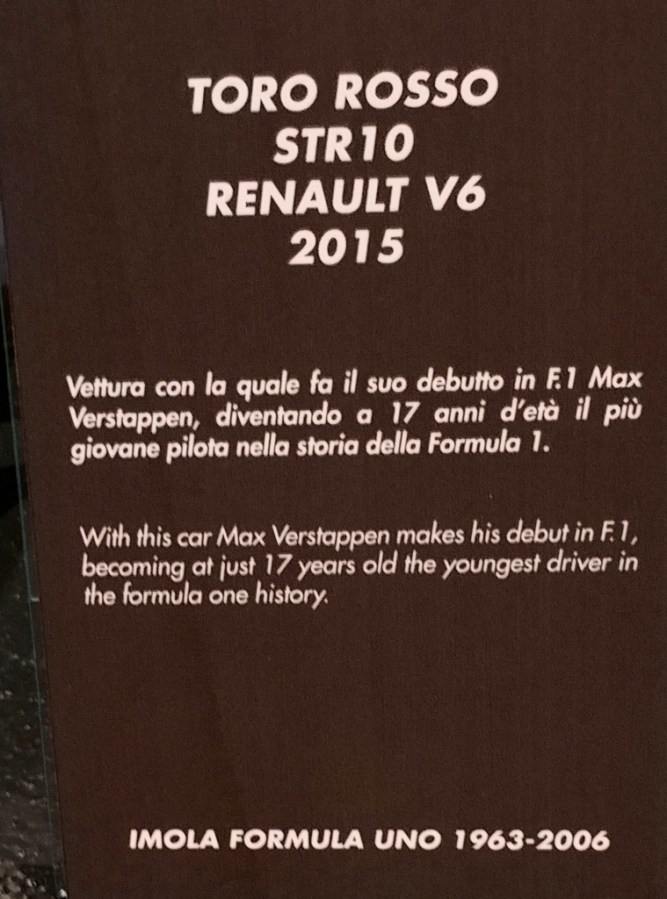 TORO ROSSO
STR10
RENAULT V6
2015
Vettura con la quale fa il suo debutto in F.1 Max
Verstappen, diventando a 17 anni d'età il più
giovane pilota nella storia della Formula 1.
With this car Max Verstappen makes his debut in F.1,
becoming at just 17 years old the youngest driver in
the formula one history.
IMOLA FORMULA UNO 1963-2006